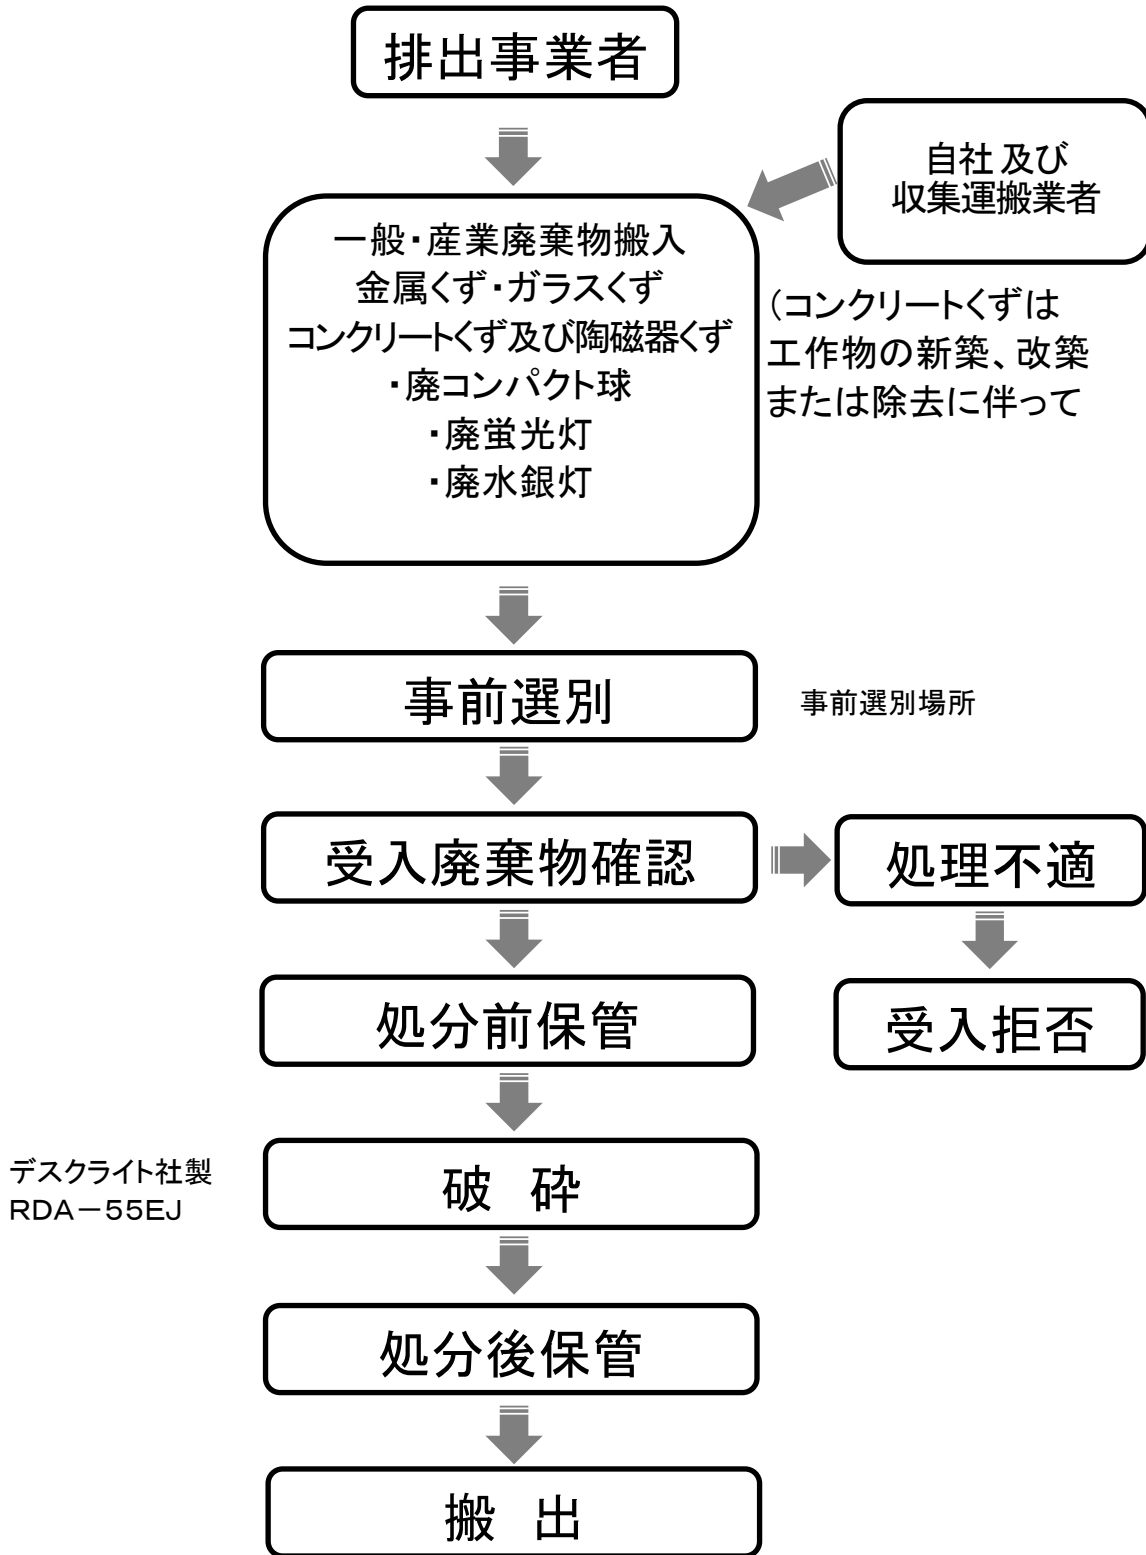 排出事業者
自社及び
収集運搬業者
一般・産業廃棄物搬入
金属くず・ガラスくず
コンクリートくず及び陶磁器くず
・廃コンパクト球
・廃蛍光灯
・廃水銀灯
（コンクリートくずは
工作物の新築、改築
または除去に伴って
事前選別
事前選別場所
受入廃棄物確認
処理不適
処分前保管
受入拒否
デスクライト社製
RDA－55EJ
破　砕
処分後保管
搬　出